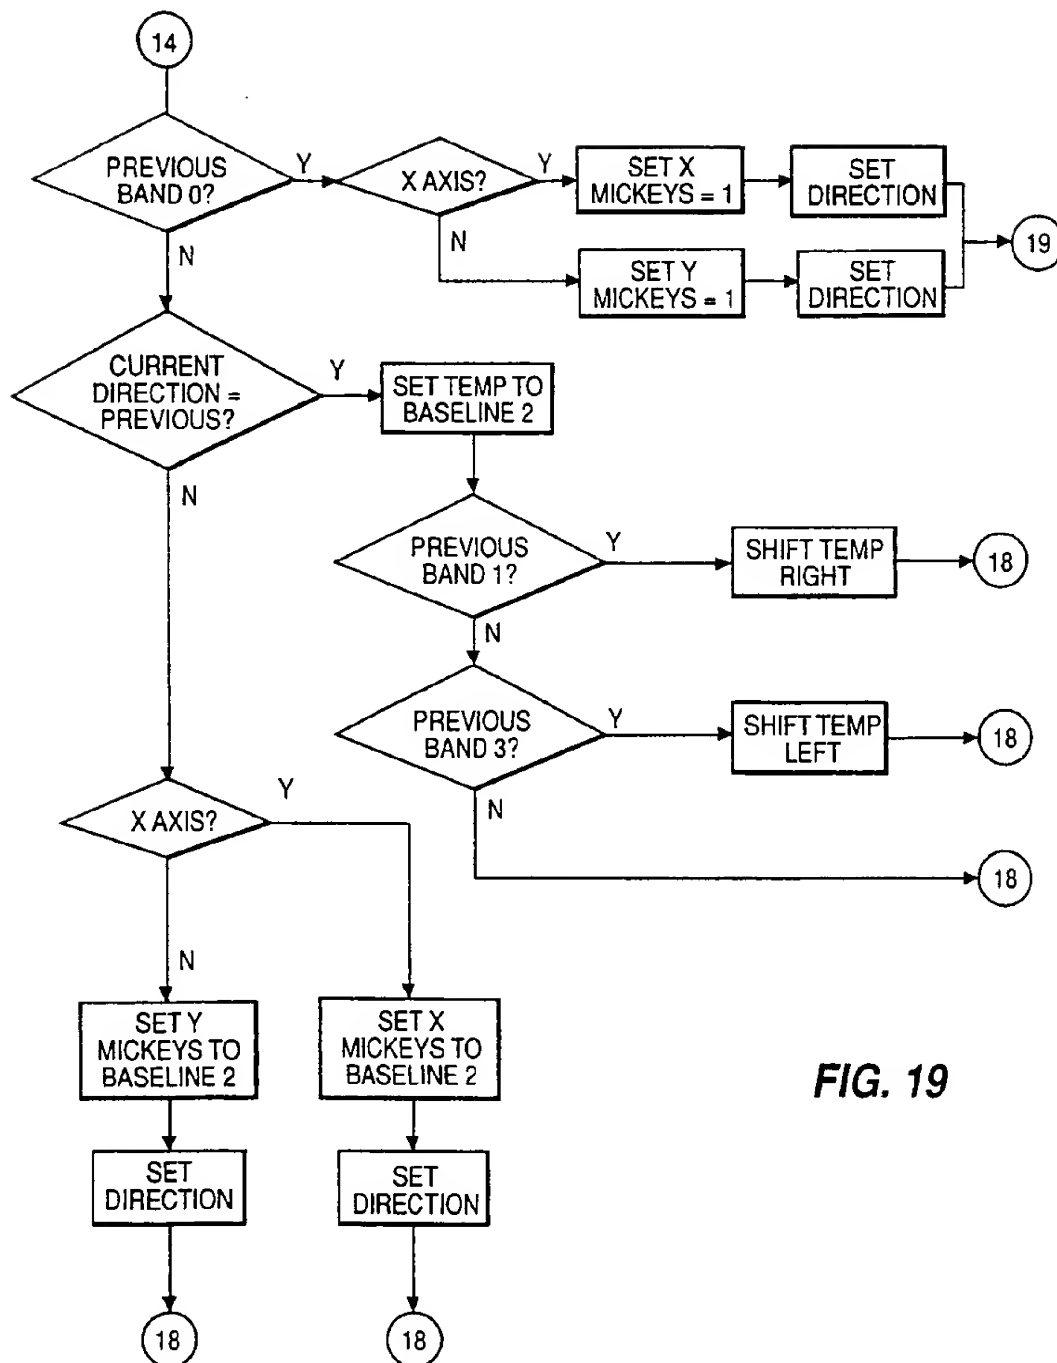 14
PREVIOUS
BAND 0?
Y
X AXIS?
Y
SET X
MICKEYS = 1
SET
DIRECTION
N
N
SET Y
MICKEYS = 1
SET
DIRECTION
19
CURRENT
DIRECTION =
PREVIOUS?
Y
SET TEMP TO
BASELINE 2
N
PREVIOUS
BAND 1?
Y
SHIFT TEMP
RIGHT
18
N
PREVIOUS
BAND 3?
Y
SHIFT TEMP
LEFT
18
N
18
X AXIS?
Y
N
SET Y
MICKEYS TO
BASELINE 2
SET X
MICKEYS TO
BASELINE 2
SET
DIRECTION
SET
DIRECTION
18
18
FIG. 19